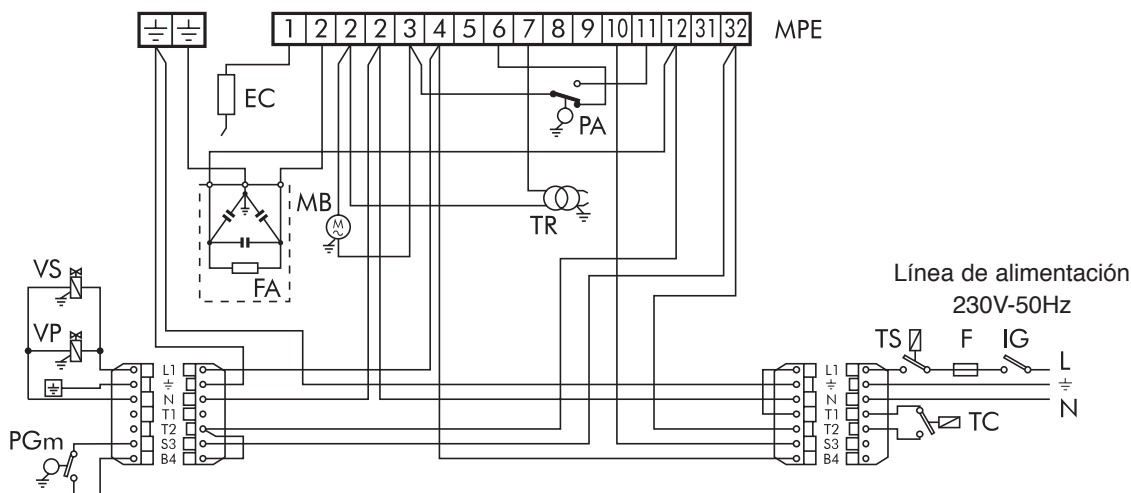 1 2 2 2 3 4 5 6 7 8 9 10 11 12 31 32 MPE
EC
PA
MB
M
TR
FA
VS
VP
Línea de alimentación
230V-50Hz
TS F IG
L
N
TC
PGm
L1
N
T1
T2
S3
B4
L1
N
T1
T2
S3
B4